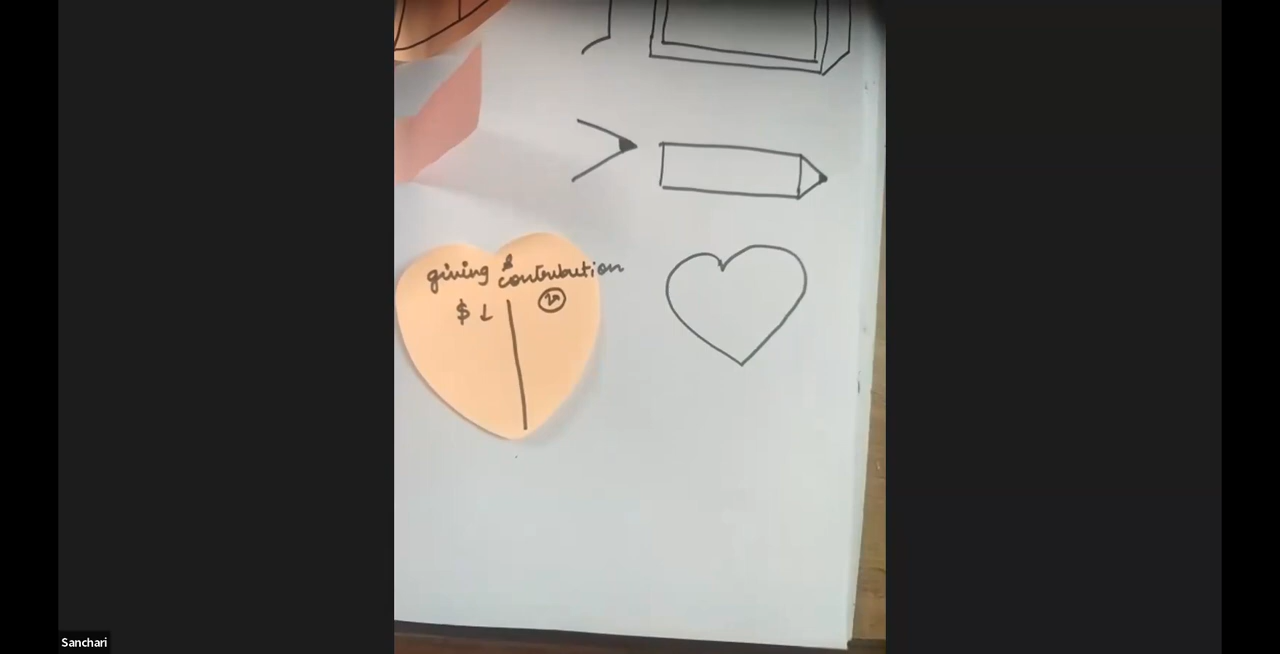 giving &
contribution
$ ↓
Sanchari